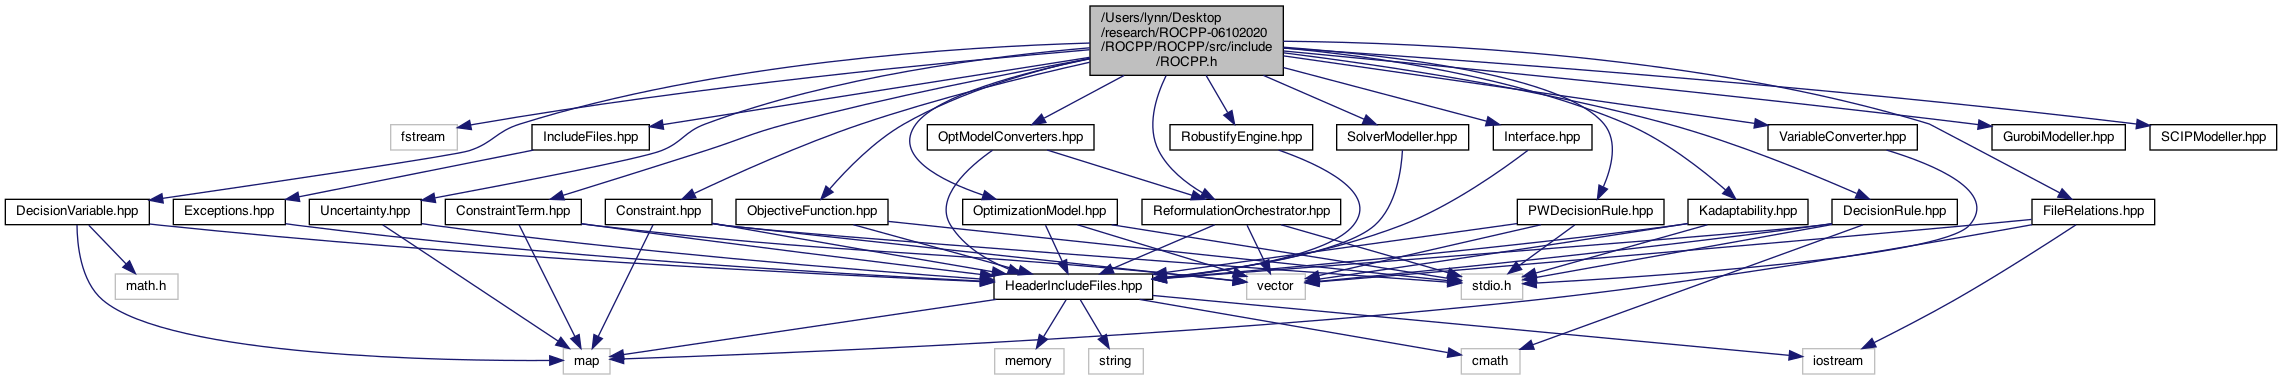 /Users/lynn/Desktop
/research/ROCPP-06102020
/ROCPP/ROCPP/src/include
/ROCPP.h
fstream
IncludeFiles.hpp
OptModelConverters.hpp
RobustifyEngine.hpp
SolverModeller.hpp
Interface.hpp
VariableConverter.hpp
GurobiModeller.hpp
SCIPModeller.hpp
DecisionVariable.hpp
Exceptions.hpp
Uncertainty.hpp
ConstraintTerm.hpp
Constraint.hpp
ObjectiveFunction.hpp
OptimizationModel.hpp
ReformulationOrchestrator.hpp
PWDecisionRule.hpp
Kadaptability.hpp
DecisionRule.hpp
FileRelations.hpp
math.h
HeaderIncludeFiles.hpp
vector
stdio.h
map
memory
string
cmath
iostream